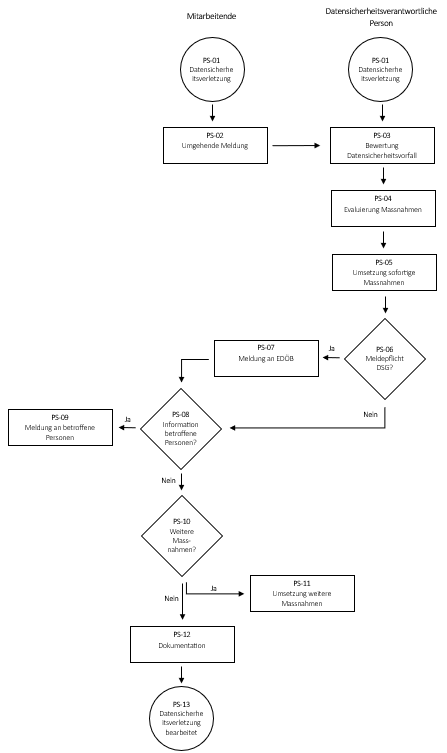 Mitarbeitende
Datensicherheitsverantwortliche
Person
PS-01
Datensicherhe
itsverletzung
PS-01
Datensicherhe
itsverletzung
PS-02
Umgehende Meldung
PS-03
Bewertung
Datensicherheitsvorfall
PS-04
Evaluierung Massnahmen
PS-05
Umsetzung sofortige
Massnahmen
PS-06
Meldepflicht
DSG?
Ja
PS-07
Meldung an EDÖB
Nein
PS-08
Information
betroffene
Personen?
Ja
PS-09
Meldung an betroffene
Personen
Nein
PS-10
Weitere
Mass-
nahmen?
Ja
PS-11
Umsetzung weitere
Massnahmen
Nein
PS-12
Dokumentation
PS-13
Datensicherhe
itsverletzung
bearbeitet